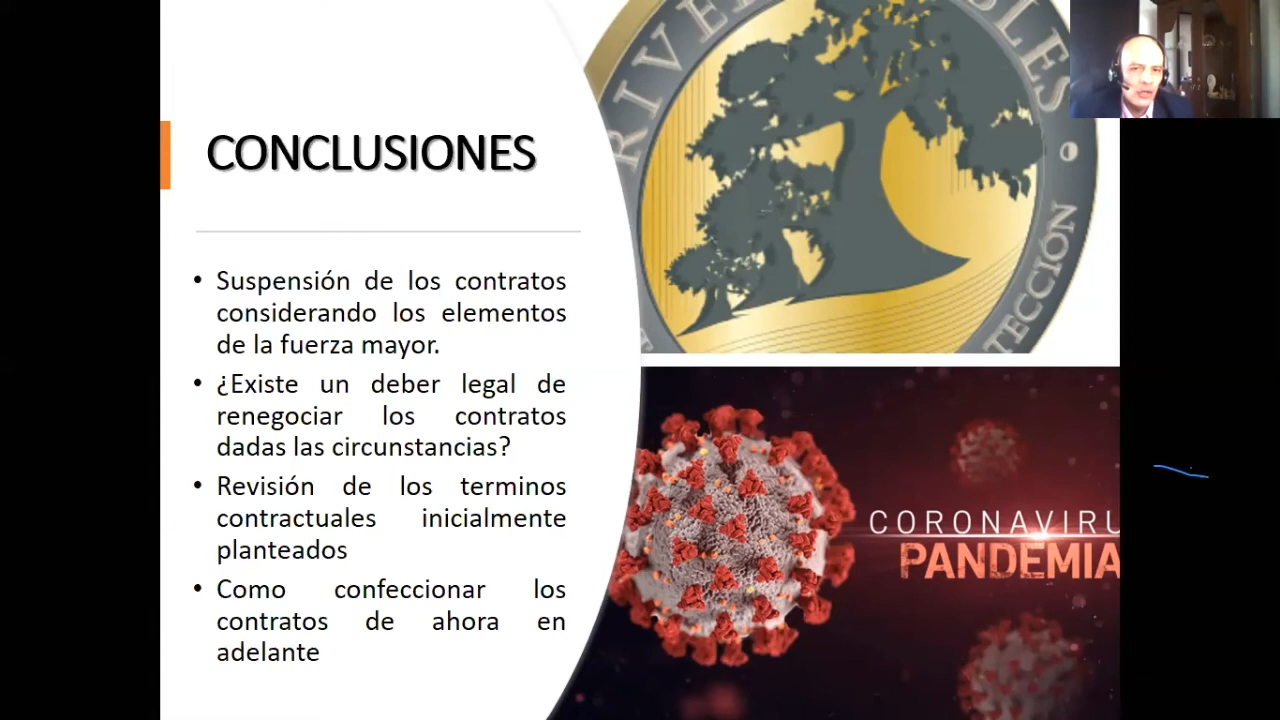 CONCLUSIONES
• Suspensión de los contratos
considerando los elementos
de la fuerza mayor.
• ¿Existe un deber legal de
renegociar los contratos
dadas las circunstancias?
• Revisión de los terminos
contractuales inicialmente
planteados
• Como confeccionar los
contratos de ahora en
adelante
CORONAVIRU
PANDEMIA